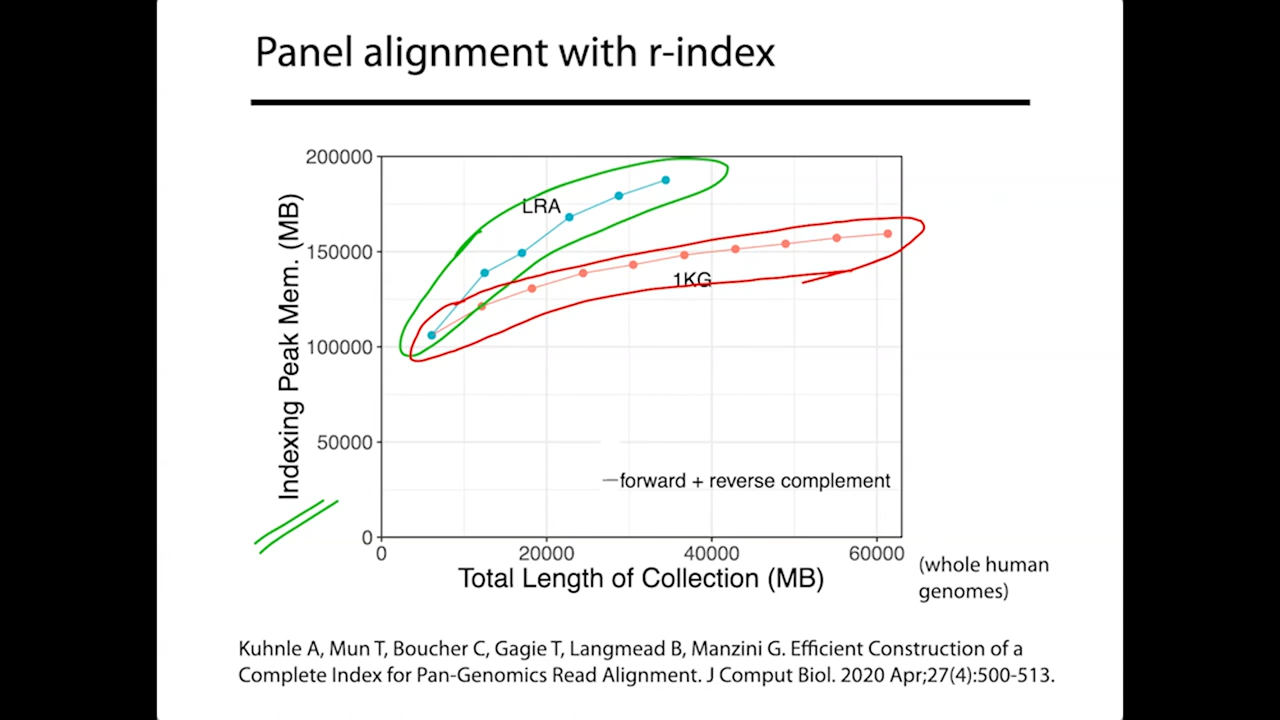 Panel alignment with r-index
Indexing Peak Mem. (MB)
200000
150000
100000
50000
0
LRA
1KG
forward + reverse complement
0 20000 40000 60000
Total Length of Collection (MB)
(whole human
genomes)
Kuhnle A, Mun T, Boucher C, Gagie T, Langmead B, Manzini G. Efficient Construction of a
Complete Index for Pan-Genomics Read Alignment. J Comput Biol. 2020 Apr;27(4):500-513.